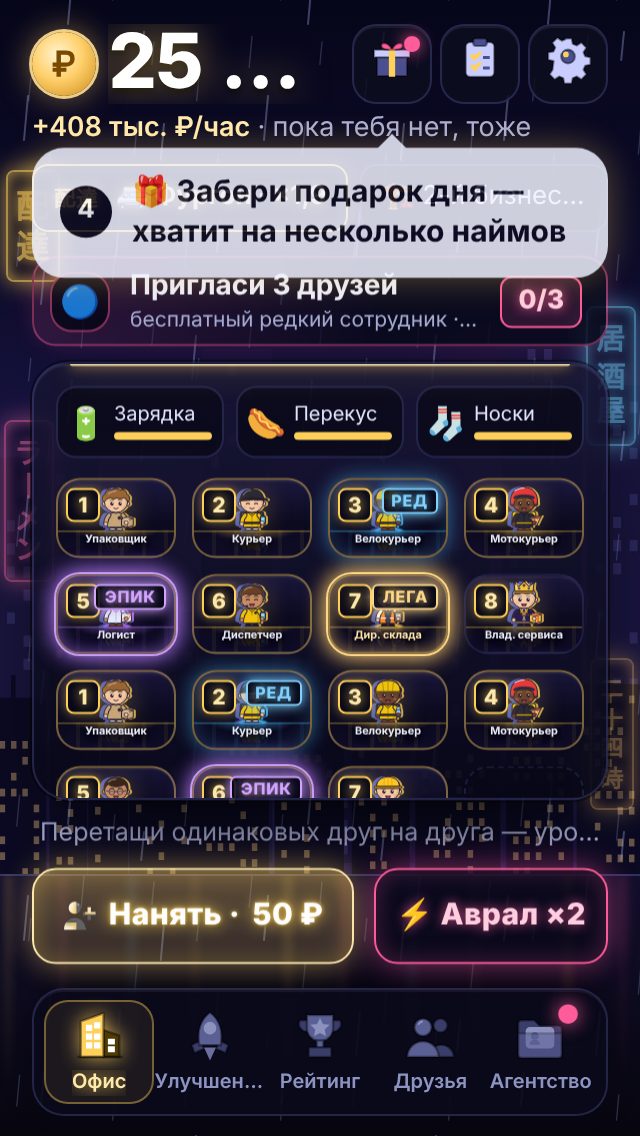 25 ...
+408 тыс. ₽/час · пока тебя нет, тоже
4
🎁 Забери подарок дня —
хватит на несколько наймов
Пригласи 3 друзей
бесплатный редкий сотрудник ·...
0/3
Зарядка
Перекус
Носки
1
Упаковщик
2
Курьер
3 РЕД
Велокурьер
4
Мотокурьер
5 ЭПИК
Логист
6
Диспетчер
7 ЛЕГА
Дир. склада
8
Влад. сервиса
1
Упаковщик
2 РЕД
Курьер
3
Велокурьер
4
Мотокурьер
5
6 ЭПИК
7
Перетащи одинаковых друг на друга — уро...
Нанять · 50 ₽
⚡ Аврал ×2
Офис
Улучшен...
Рейтинг
Друзья
Агентство
居酒屋